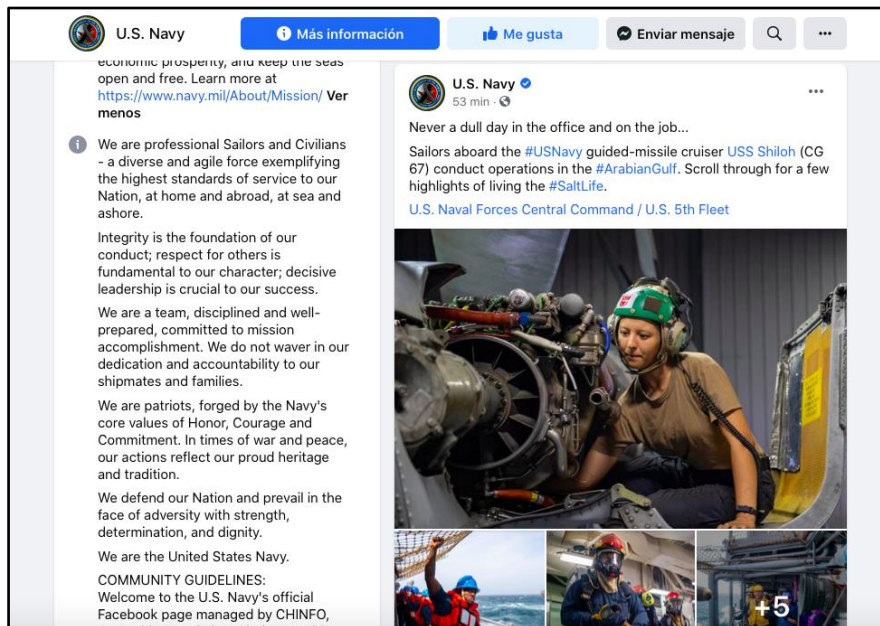 U.S. Navy
Más información
Me gusta
Enviar mensaje
economic prosperity, and keep the seas
open and free. Learn more at
https://www.navy.mil/About/Mission/ Ver
menos
We are professional Sailors and Civilians
- a diverse and agile force exemplifying
the highest standards of service to our
Nation, at home and abroad, at sea and
ashore.
Integrity is the foundation of our
conduct; respect for others is
fundamental to our character; decisive
leadership is crucial to our success.
We are a team, disciplined and well-
prepared, committed to mission
accomplishment. We do not waver in our
dedication and accountability to our
shipmates and families.
We are patriots, forged by the Navy's
core values of Honor, Courage and
Commitment. In times of war and peace,
our actions reflect our proud heritage
and tradition.
We defend our Nation and prevail in the
face of adversity with strength,
determination, and dignity.
We are the United States Navy.
COMMUNITY GUIDELINES:
Welcome to the U.S. Navy's official
Facebook page managed by CHINFO,
U.S. Navy
53 min ·
Never a dull day in the office and on the job...
Sailors aboard the #USNavy guided-missile cruiser USS Shiloh (CG
67) conduct operations in the #ArabianGulf. Scroll through for a few
highlights of living the #SaltLife.
U.S. Naval Forces Central Command / U.S. 5th Fleet
+5